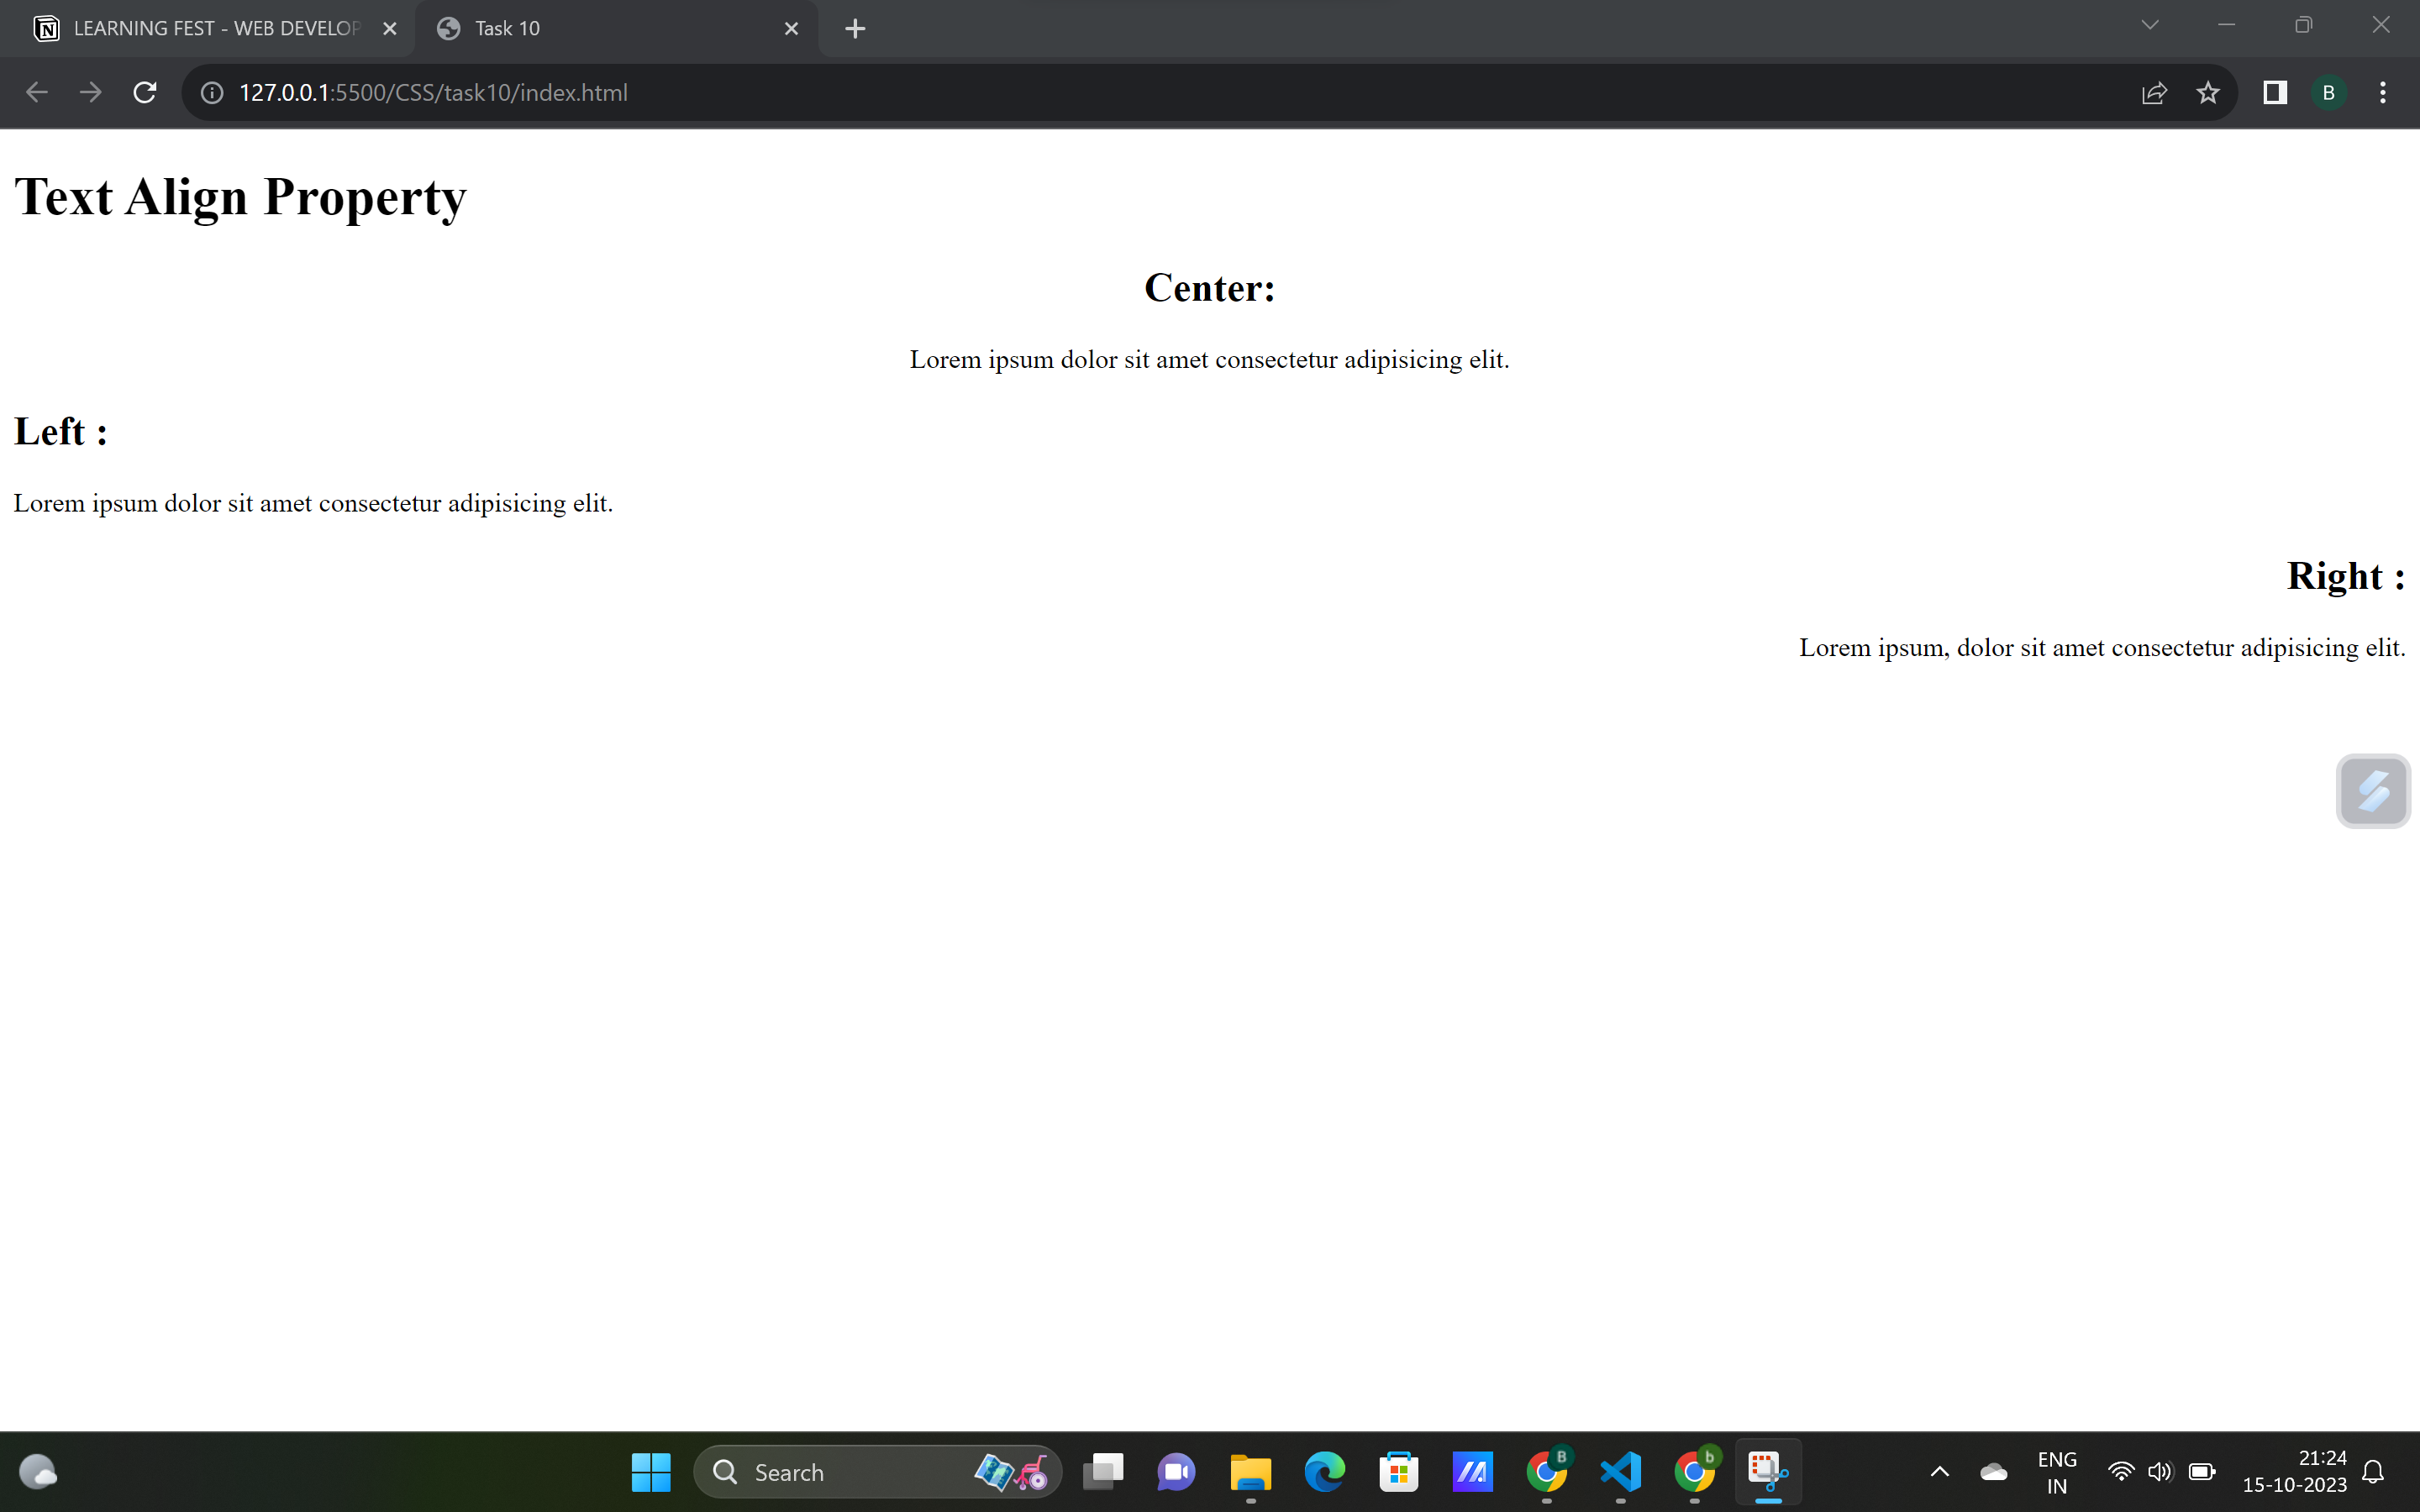 LEARNING FEST - WEB DEVELOP
Task 10
127.0.0.1:5500/CSS/task10/index.html
B
Text Align Property
Center:
Lorem ipsum dolor sit amet consectetur adipisicing elit.
Left :
Lorem ipsum dolor sit amet consectetur adipisicing elit.
Right :
Lorem ipsum, dolor sit amet consectetur adipisicing elit.
Search
B
b
ENG
IN
21:24
15-10-2023